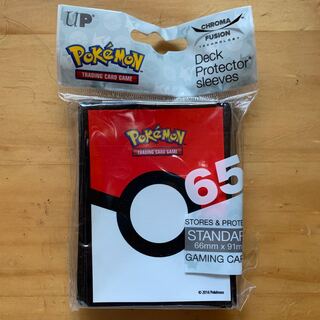 UP
CHROMA
FUSION
TECHNOLOGY
Pokémon
TRADING CARD GAME
Deck
Protector
sleeves
Pokémon
TRADING CARD GAME
65
STORES & PROTE
STANDAR
66mm x 91m
GAMING CAR
© 2016 Pokémon